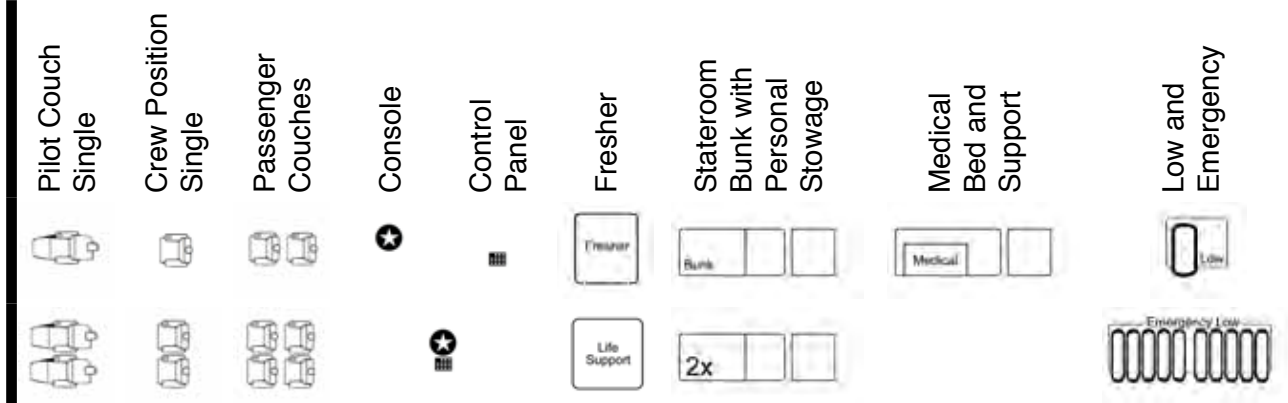 Pilot Couch
Single
Crew Position
Single
Passenger
Couches
Console
Control
Panel
Fresher
Stateroom
Bunk with
Personal
Stowage
Medical
Bed and
Support
Low and
Emergency
Fresher
Bunk
Medical
Low
Life
Support
2x
Emergency Low